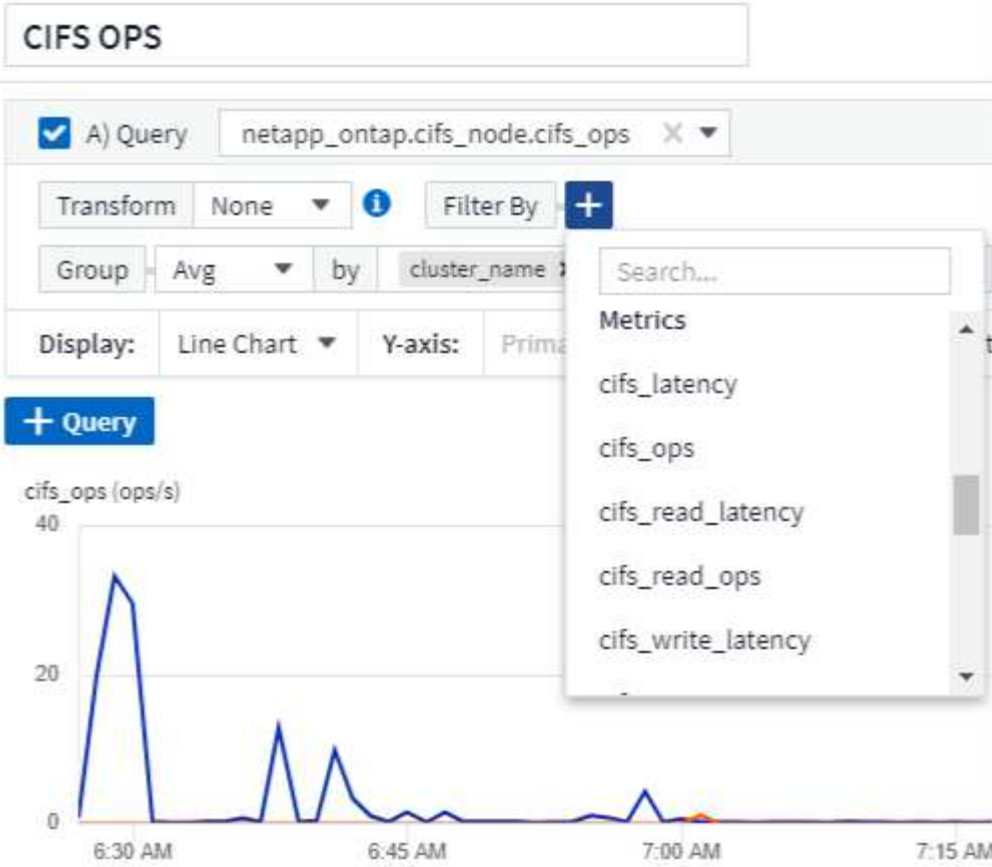 CIFS OPS
A) Query netapp_ontap.cifs_node.cifs_ops
Transform None Filter By +
Group Avg by cluster_name
Search...
Metrics
Display: Line Chart Y-axis:
cifs_latency
+ Query
cifs_ops
cifs_read_latency
cifs_read_ops
cifs_write_latency
cifs_ops (ops/s)
40
20
0
6:30 AM 6:45 AM 7:00 AM 7:15 AM